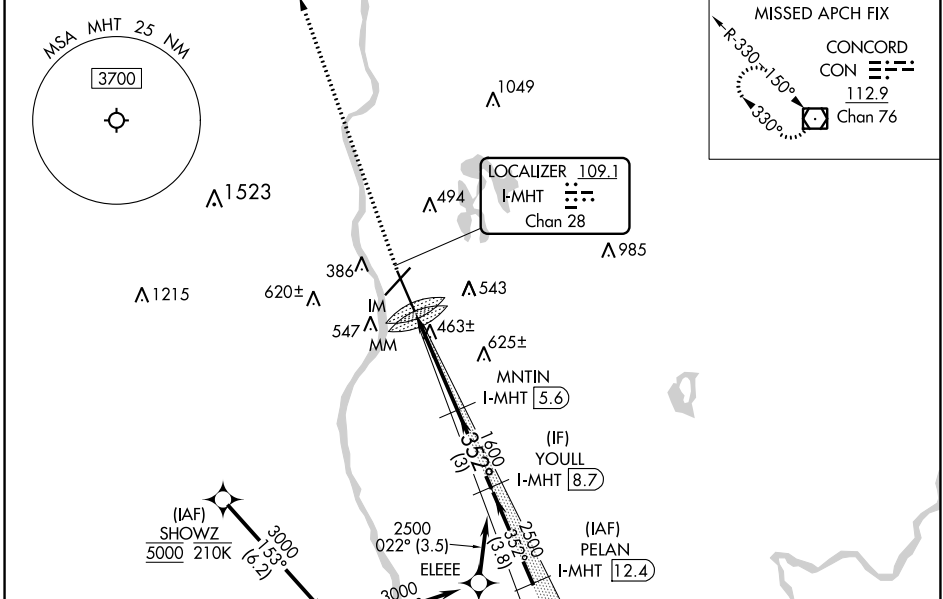 MSA MHT 25 NM
3700
MISSED APCH FIX
R-330
150°
330°
CONCORD
CON
112.9
Chan 76
1049
1523
LOCALIZER 109.1
I-MHT
Chan 28
494
985
386
1215
620±
543
IM
547
463±
MM
625±
MNTIN
I-MHT 5.6
1600
352°
(3)
(IF)
YOULL
I-MHT 8.7
(IAF)
SHOWZ
5000 210K
3000
153°
(6.2)
2500
022° (3.5)
2500
352°
(3.8)
(IAF)
PELAN
I-MHT 12.4
ELEEE
3000